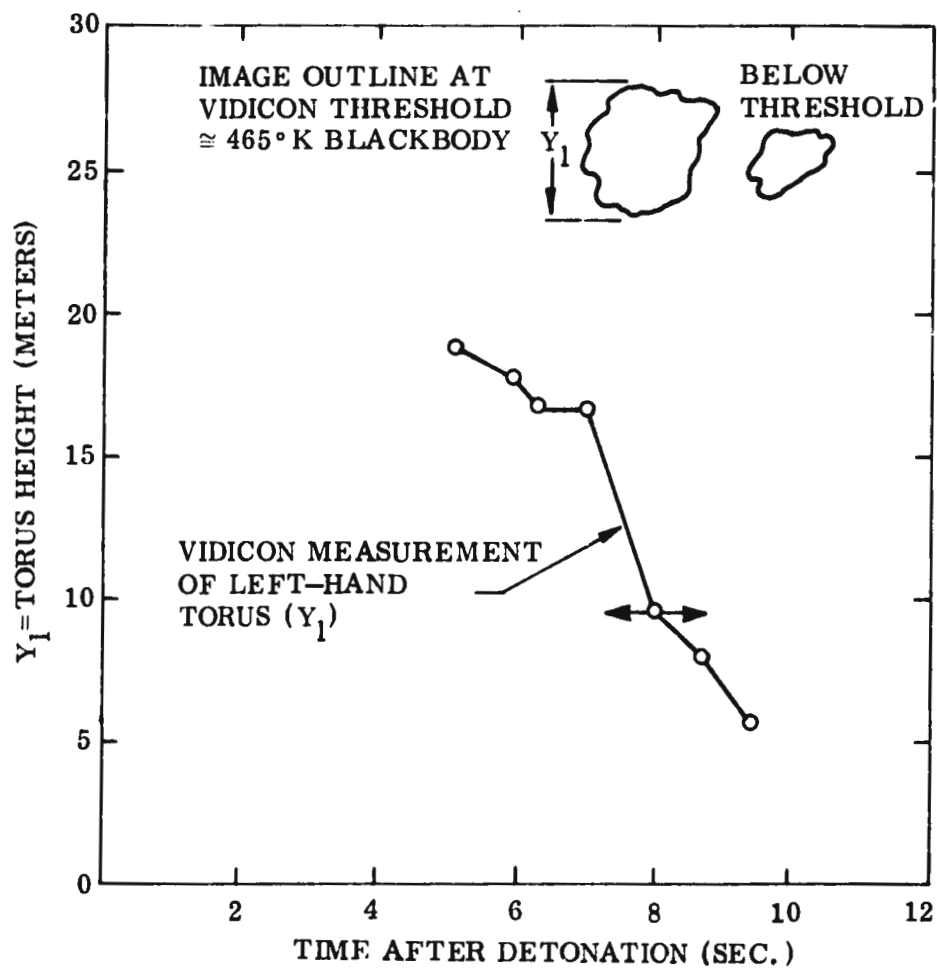 30
25
20
15
10
5
0
2
4
6
8
10
12
Y1=TORUS HEIGHT (METERS)
TIME AFTER DETONATION (SEC.)
IMAGE OUTLINE AT
VIDICON THRESHOLD
≅ 465° K BLACKBODY
Y1
BELOW
THRESHOLD
VIDICON MEASUREMENT
OF LEFT–HAND
TORUS (Y1)